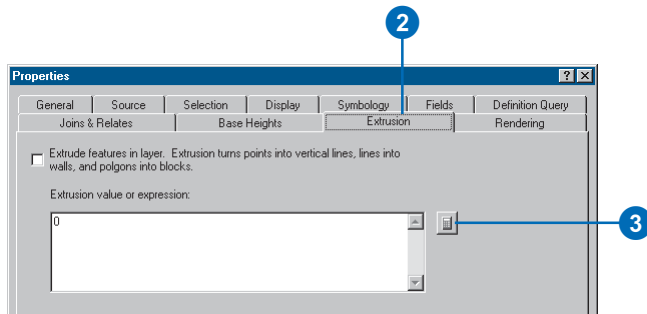 2
Properties
General Source Selection Display Symbology Fields Definition Query
Joins & Relates Base Heights Extrusion Rendering
Extrude features in layer. Extrusion turns points into vertical lines, lines into
walls, and polgons into blocks.
Extrusion value or expression:
0
3